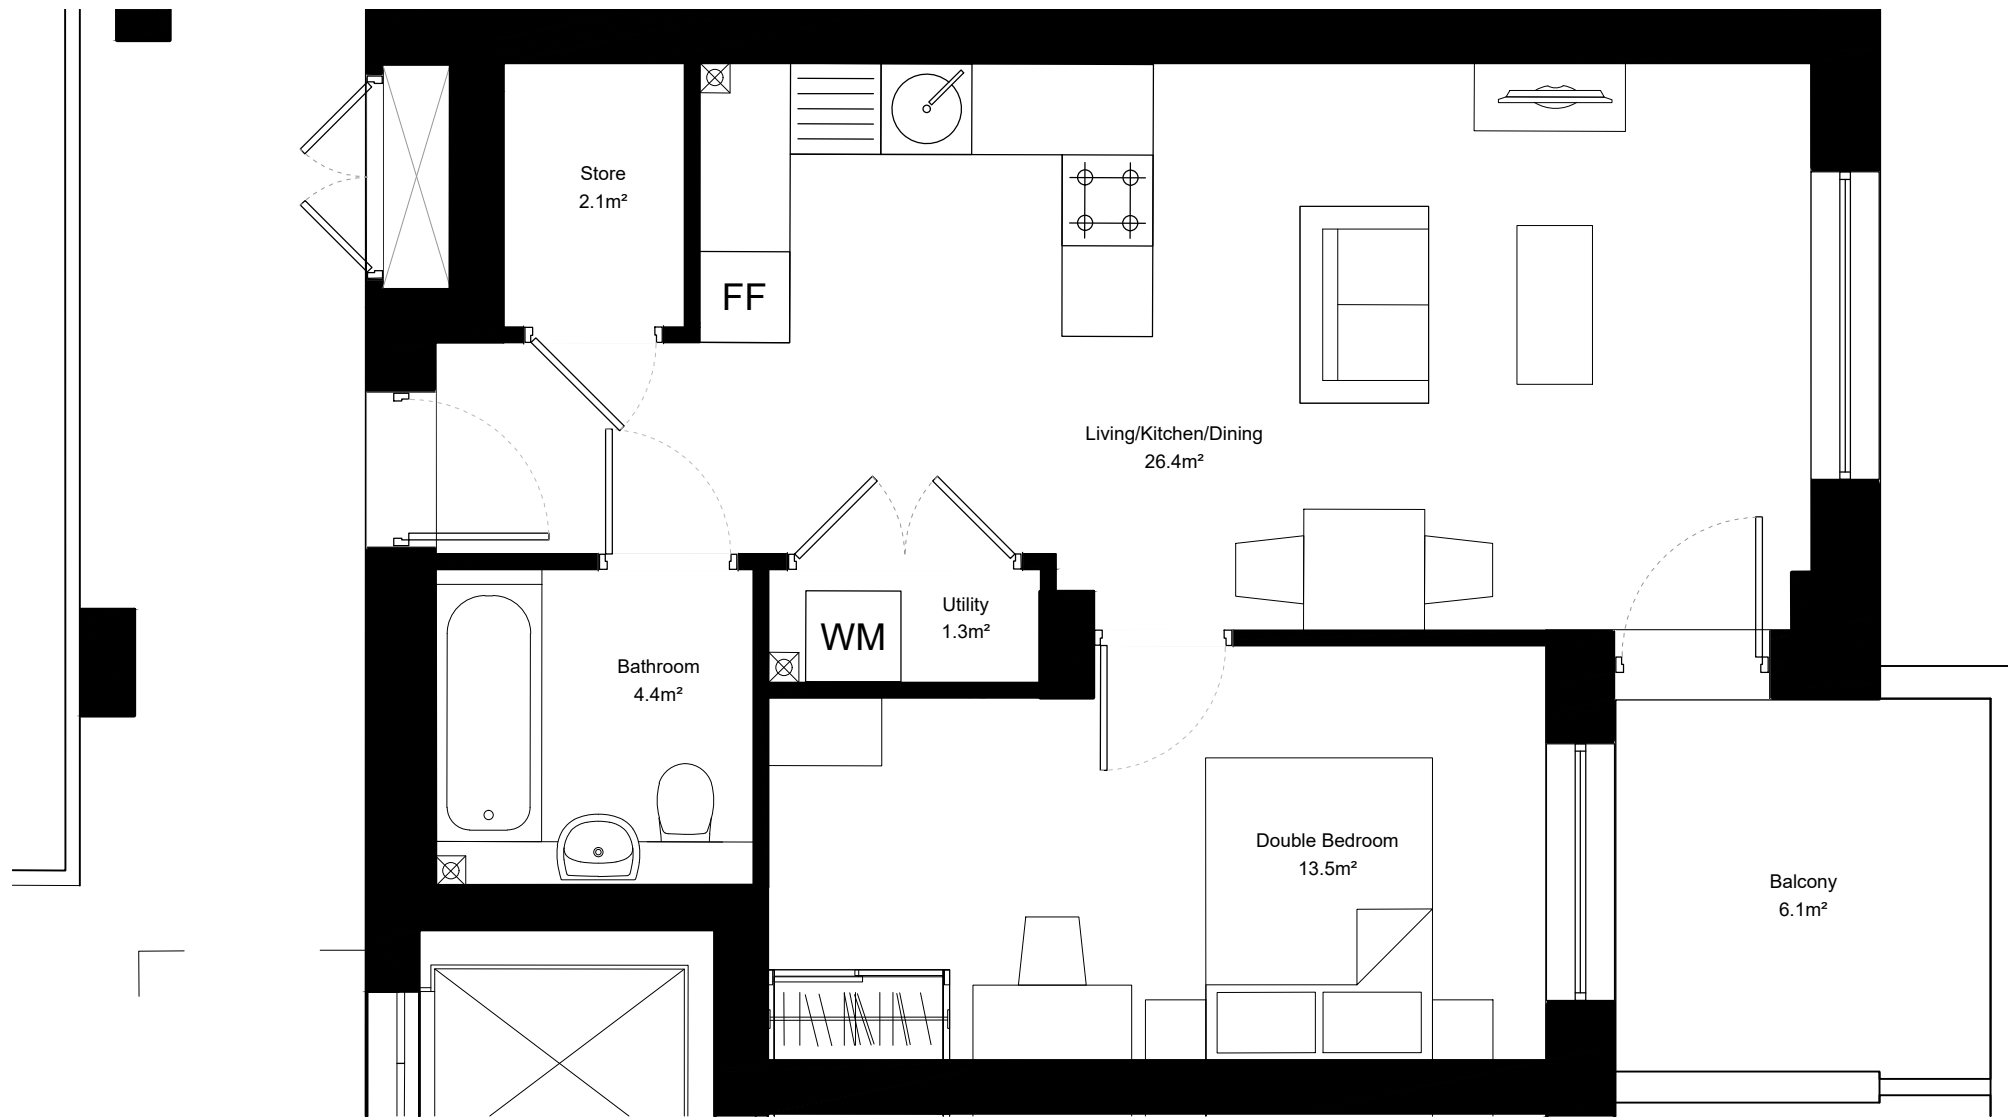 Store
2.1m²
FF
Living/Kitchen/Dining
26.4m²
Utility
1.3m²
WM
Bathroom
4.4m²
Double Bedroom
13.5m²
Balcony
6.1m²